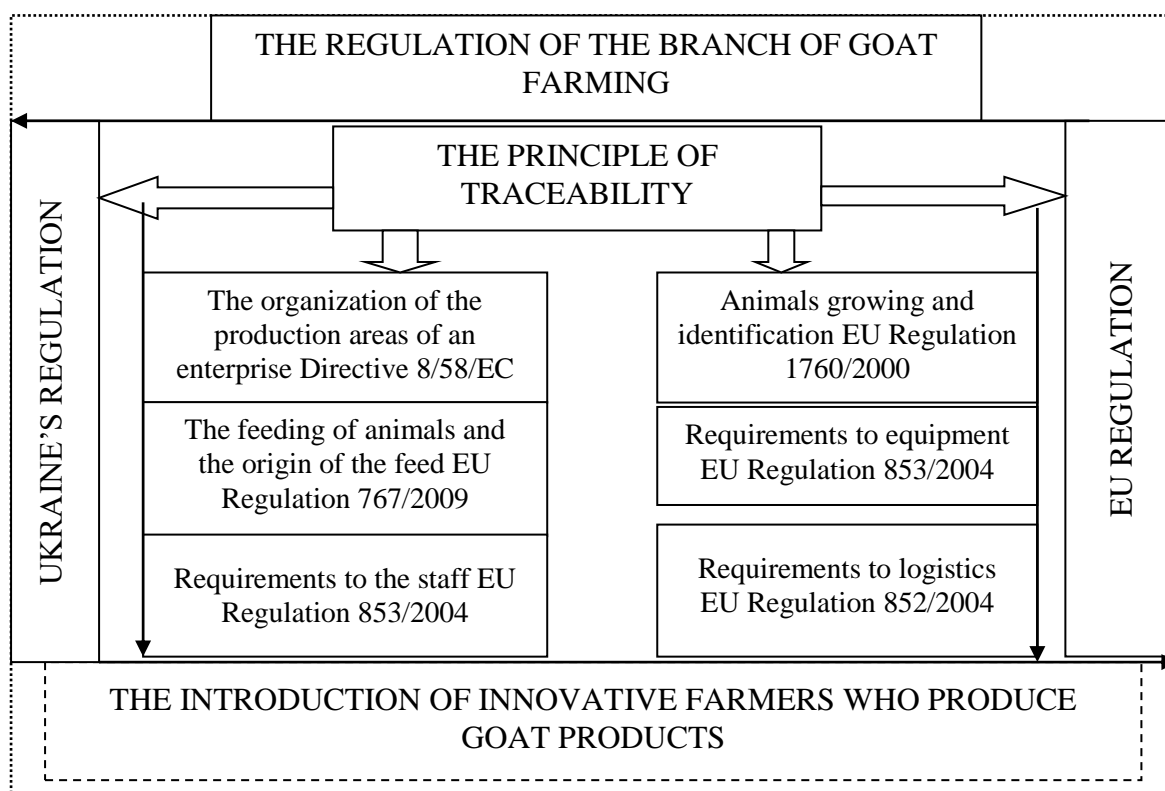 THE REGULATION OF THE BRANCH OF GOAT
FARMING
THE PRINCIPLE OF
TRACEABILITY
UKRAINE’S REGULATION
The organization of the
production areas of an
enterprise Directive 8/58/EC
The feeding of animals and
the origin of the feed EU
Regulation 767/2009
Requirements to the staff EU
Regulation 853/2004
Animals growing and
identification EU Regulation
1760/2000
Requirements to equipment
EU Regulation 853/2004
Requirements to logistics
EU Regulation 852/2004
EU REGULATION
THE INTRODUCTION OF INNOVATIVE FARMERS WHO PRODUCE
GOAT PRODUCTS